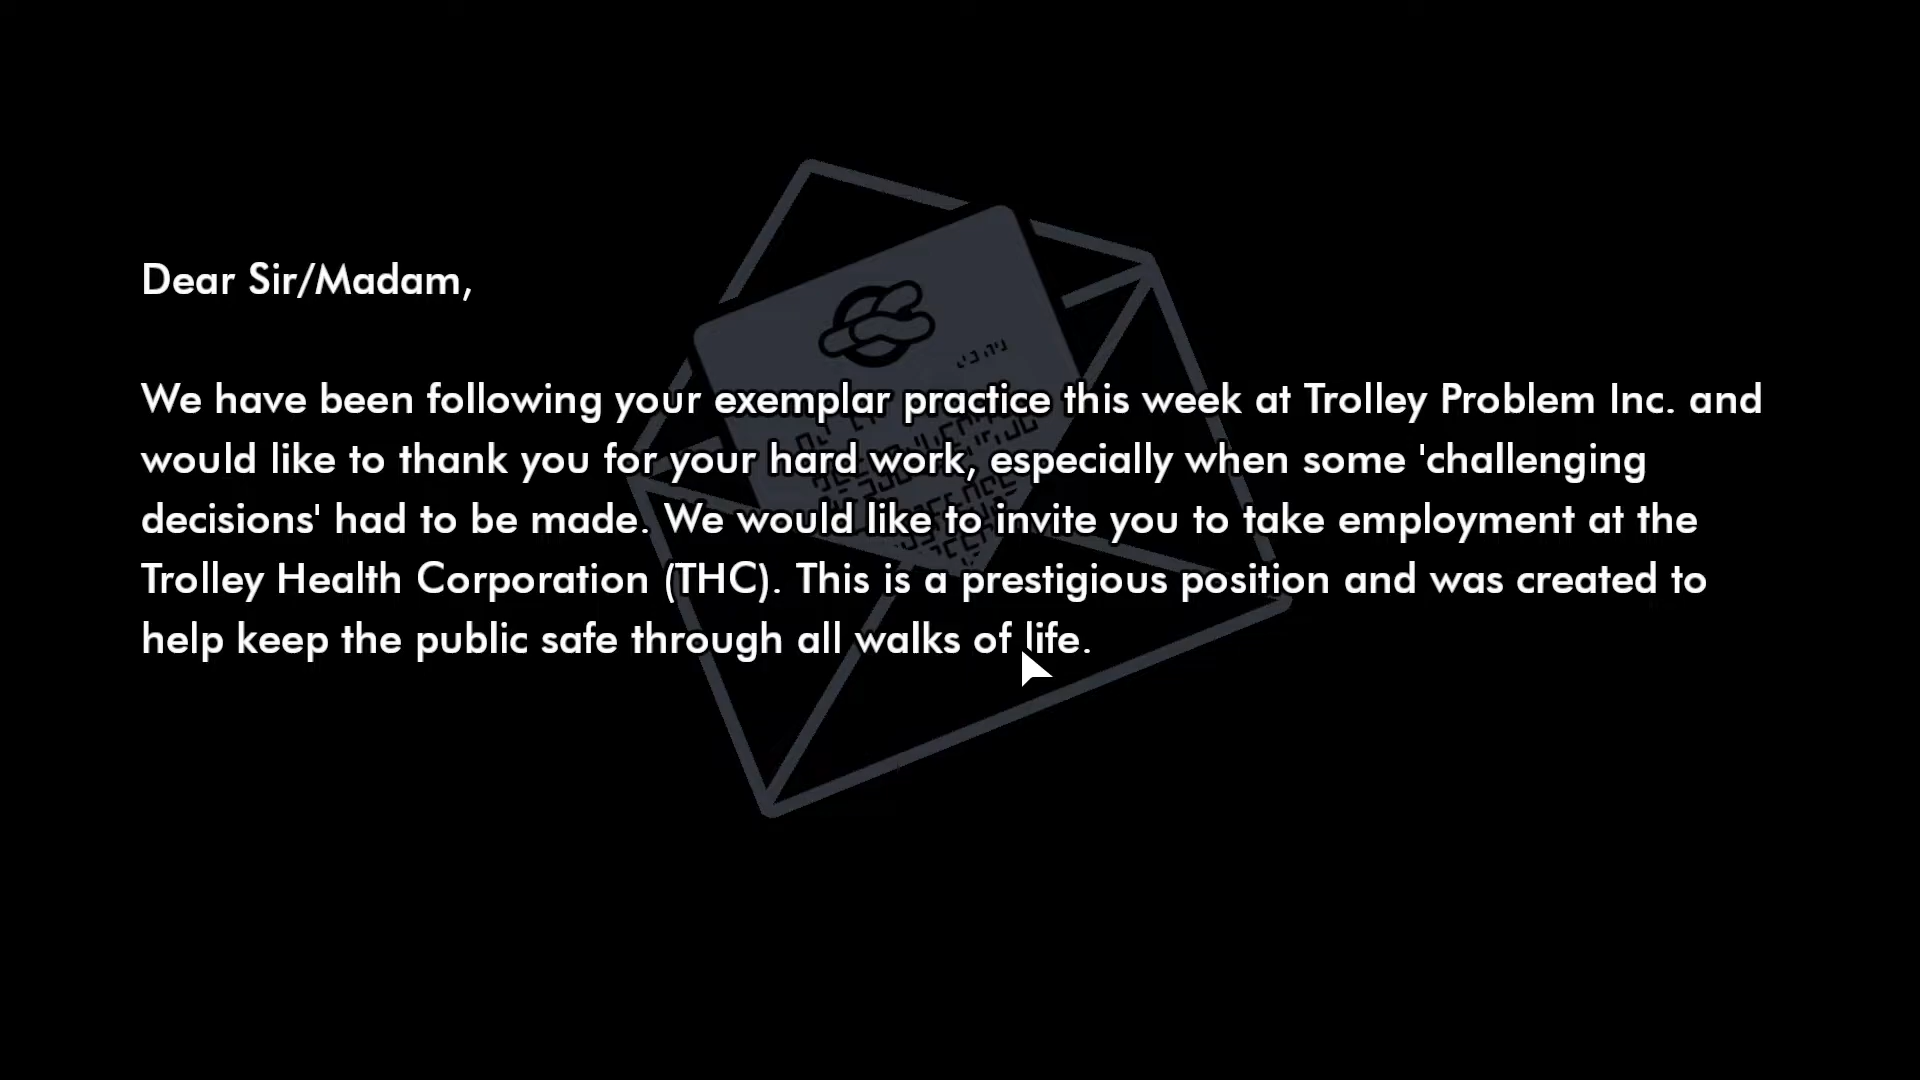 Dear Sir/Madam,
We have been following your exemplar practice this week at Trolley Problem Inc. and
would like to thank you for your hard work, especially when some 'challenging
decisions' had to be made. We would like to invite you to take employment at the
Trolley Health Corporation (THC). This is a prestigious position and was created to
help keep the public safe through all walks of life.